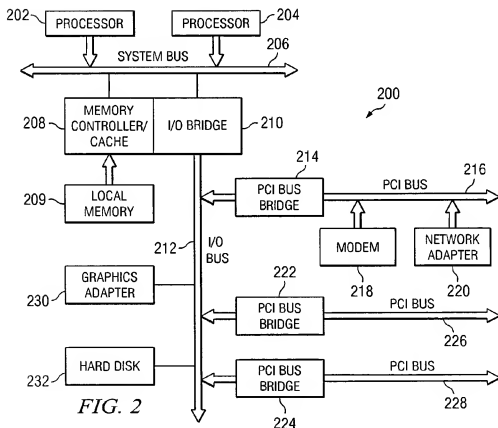 202
PROCESSOR
PROCESSOR
204
SYSTEM BUS
206
208
MEMORY
CONTROLLER/
CACHE
I/O BRIDGE
210
200
209
LOCAL
MEMORY
214
PCI BUS
BRIDGE
PCI BUS
216
212
I/O
BUS
MODEM
218
NETWORK
ADAPTER
220
230
GRAPHICS
ADAPTER
222
PCI BUS
BRIDGE
PCI BUS
226
232
HARD DISK
PCI BUS
BRIDGE
224
PCI BUS
228
FIG. 2